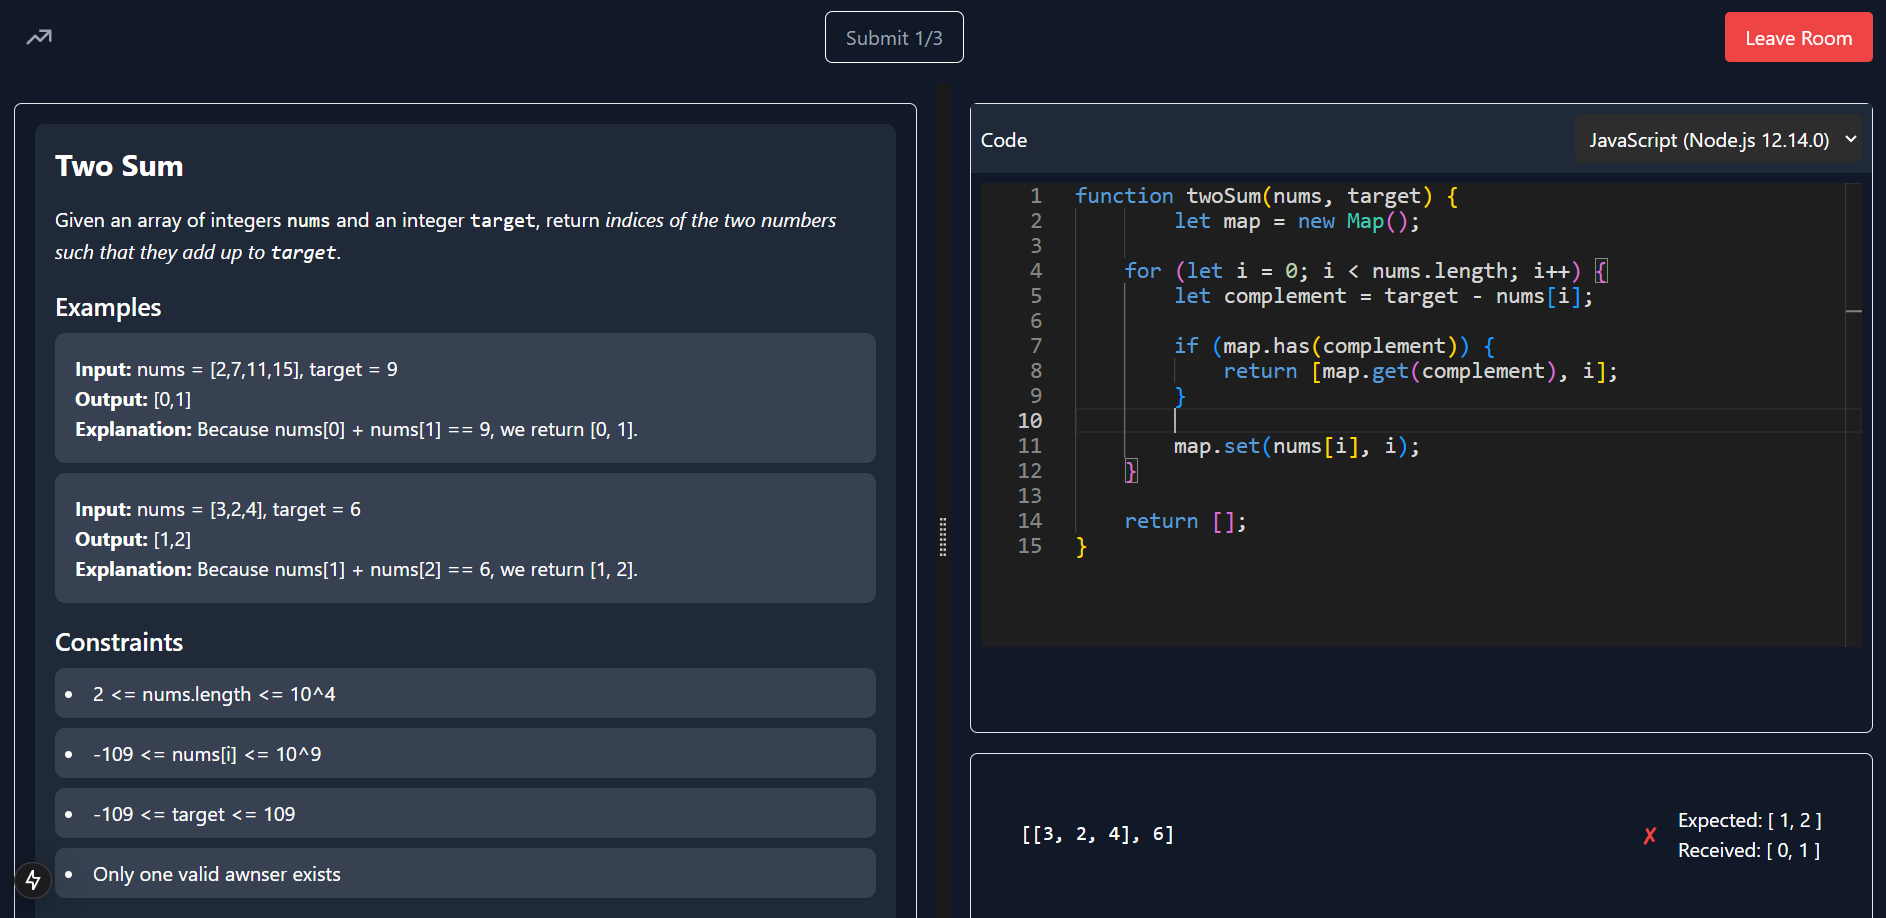 Submit 1/3
Leave Room
Two Sum
Given an array of integers nums and an integer target, return indices of the two numbers
such that they add up to target.
Examples
Input: nums = [2,7,11,15], target = 9
Output: [0,1]
Explanation: Because nums[0] + nums[1] == 9, we return [0, 1].
Input: nums = [3,2,4], target = 6
Output: [1,2]
Explanation: Because nums[1] + nums[2] == 6, we return [1, 2].
Constraints
• 2 <= nums.length <= 10^4
• -109 <= nums[i] <= 10^9
• -109 <= target <= 109
• Only one valid awnser exists
Code
JavaScript (Node.js 12.14.0)
1 function twoSum(nums, target) {
2         let map = new Map();
3
4     for (let i = 0; i < nums.length; i++) {
5         let complement = target - nums[i];
6
7         if (map.has(complement)) {
8             return [map.get(complement), i];
9         }
10
11         map.set(nums[i], i);
12     }
13
14     return [];
15 }
[[3, 2, 4], 6]
✗
Expected: [ 1, 2 ]
Received: [ 0, 1 ]